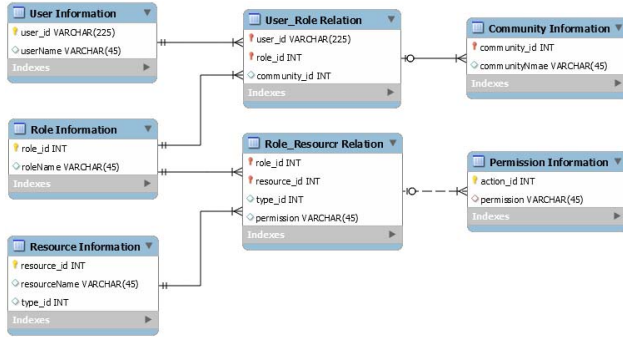 User Information
user_id VARCHAR(225)
userName VARCHAR(45)
Indexes
User_Role Relation
user_id VARCHAR(225)
role_id INT
community_id INT
Indexes
Community Information
community_id INT
communityNmae VARCHAR(45)
Indexes
Role Information
role_id INT
roleName VARCHAR(45)
Indexes
Role_Resourcr Relation
role_id INT
resource_id INT
type_id INT
permission VARCHAR(45)
Indexes
Permission Information
action_id INT
permission VARCHAR(45)
Indexes
Resource Information
resource_id INT
resourceName VARCHAR(45)
type_id INT
Indexes